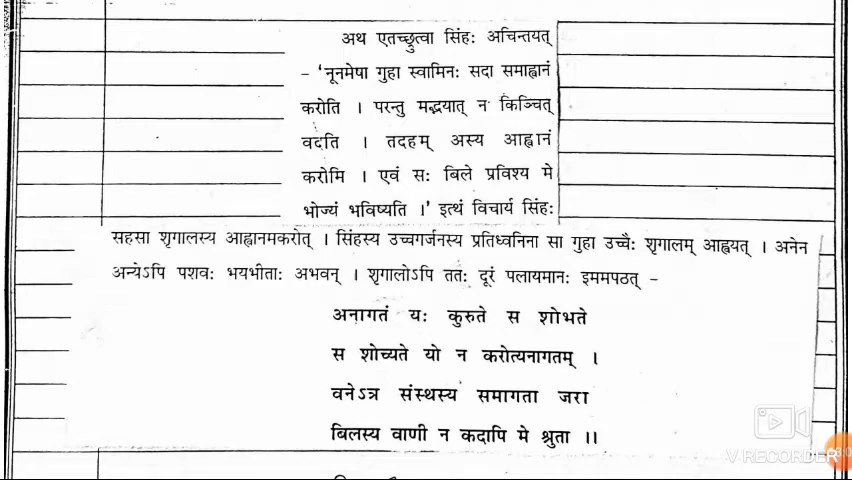 अथ एतच्छ्रुत्वा सिंहः अचिन्तयत्
– 'नूनमेषा गुहा स्वामिनः सदा समाह्वानं
करोति । परन्तु मद्भयात् न किञ्चित्
वदति । तदहम् अस्य आह्वानं
करोमि । एवं सः बिले प्रविश्य मे
भोज्यं भविष्यति ।' इत्थं विचार्य सिंहः
सहसा शृगालस्य आह्वानमकरोत् । सिंहस्य उच्चगर्जनस्य प्रतिध्वनिना सा गुहा उच्चैः शृगालम् आह्वयत् । अनेन
अन्येऽपि पशवः भयभीताः अभवन् । शृगालोऽपि ततः दूरं पलायमानः इममपठत् –
अनागतं यः कुरुते स शोभते
स शोच्यते यो न करोत्यनागतम् ।
वनेऽत्र संस्थस्य समागता जरा
बिलस्य वाणी न कदापि मे श्रुता ।।
V RECORDER